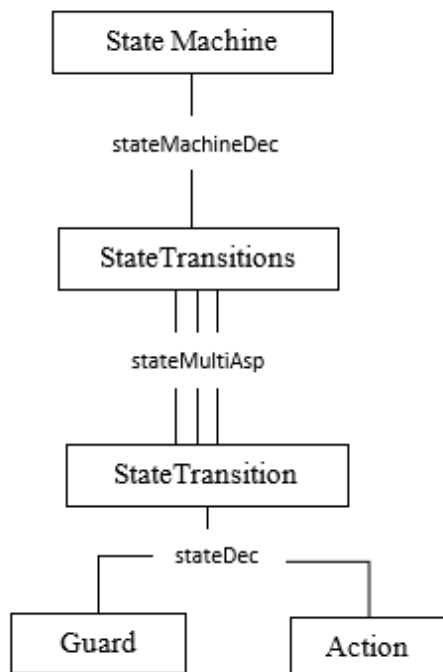 State Machine
stateMachineDec
StateTransitions
stateMultiAsp
StateTransition
stateDec
Guard
Action